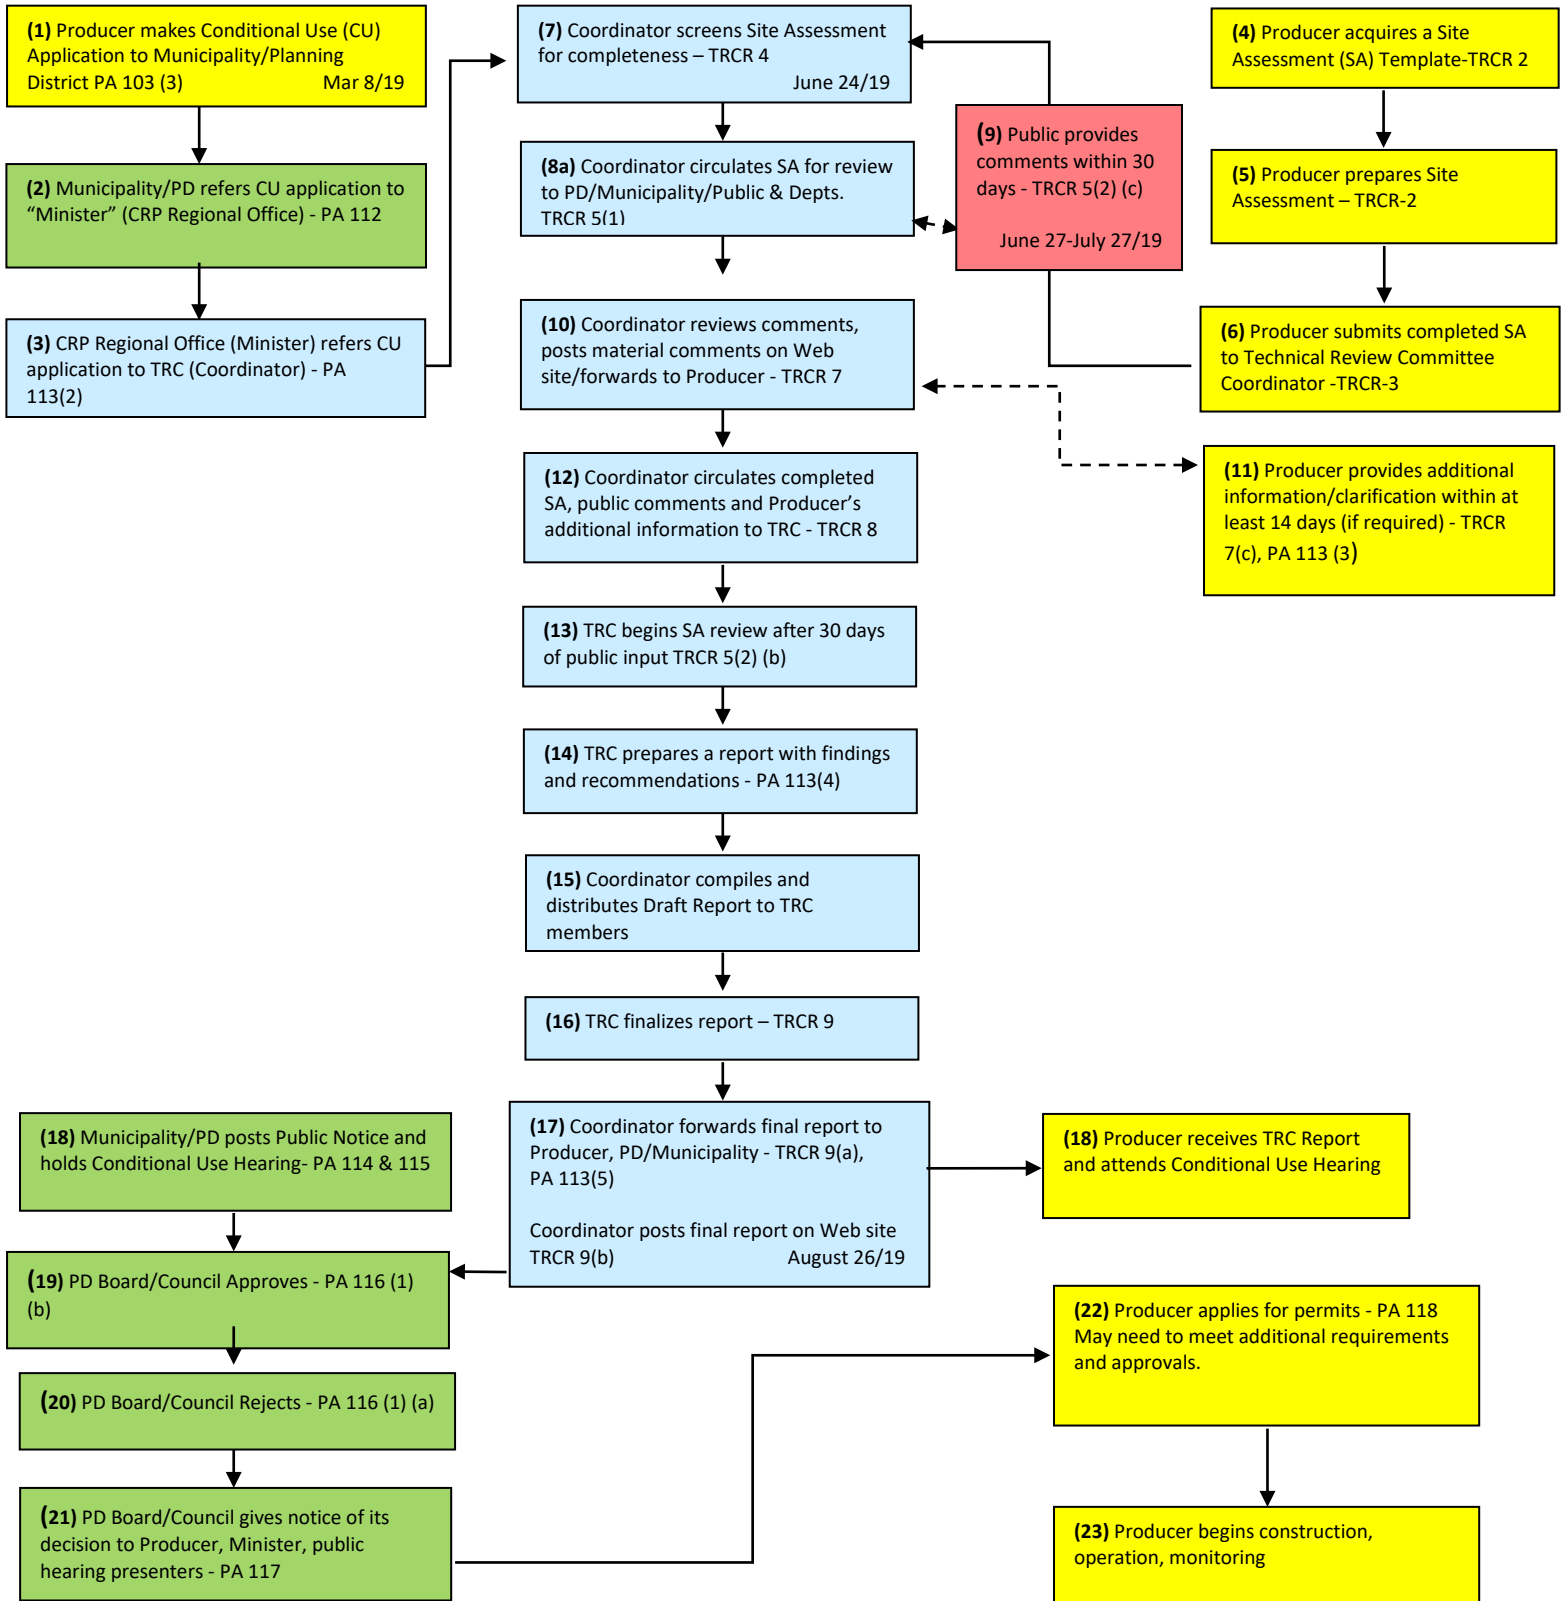 (1) Producer makes Conditional Use (CU)
Application to Municipality/Planning
District PA 103 (3) Mar 8/19
(2) Municipality/PD refers CU application to
“Minister” (CRP Regional Office) - PA 112
(3) CRP Regional Office (Minister) refers CU
application to TRC (Coordinator) - PA
113(2)
(4) Producer acquires a Site
Assessment (SA) Template-TRCR 2
(5) Producer prepares Site
Assessment – TRCR-2
(6) Producer submits completed SA
to Technical Review Committee
Coordinator -TRCR-3
(7) Coordinator screens Site Assessment
for completeness – TRCR 4
June 24/19
(8a) Coordinator circulates SA for review
to PD/Municipality/Public & Depts.
TRCR 5(1)
(9) Public provides
comments within 30
days - TRCR 5(2) (c)
June 27-July 27/19
(10) Coordinator reviews comments,
posts material comments on Web
site/forwards to Producer - TRCR 7
(11) Producer provides additional
information/clarification within at
least 14 days (if required) - TRCR
7(c), PA 113 (3)
(12) Coordinator circulates completed
SA, public comments and Producer’s
additional information to TRC - TRCR 8
(13) TRC begins SA review after 30 days
of public input TRCR 5(2) (b)
(14) TRC prepares a report with findings
and recommendations - PA 113(4)
(15) Coordinator compiles and
distributes Draft Report to TRC
members
(16) TRC finalizes report – TRCR 9
(17) Coordinator forwards final report to
Producer, PD/Municipality - TRCR 9(a),
PA 113(5)
Coordinator posts final report on Web site
TRCR 9(b) August 26/19
(18) Municipality/PD posts Public Notice and
holds Conditional Use Hearing- PA 114 & 115
(18) Producer receives TRC Report
and attends Conditional Use Hearing
(19) PD Board/Council Approves - PA 116 (1)
(b)
(20) PD Board/Council Rejects - PA 116 (1) (a)
(21) PD Board/Council gives notice of its
decision to Producer, Minister, public
hearing presenters - PA 117
(22) Producer applies for permits - PA 118
May need to meet additional requirements
and approvals.
(23) Producer begins construction,
operation, monitoring